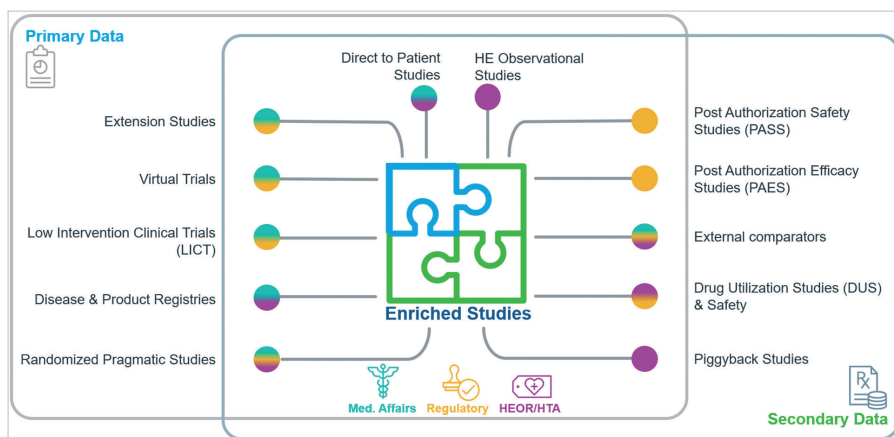 Primary Data
Direct to Patient
Studies
HE Observational
Studies
Extension Studies
Post Authorization Safety
Studies (PASS)
Virtual Trials
Post Authorization Efficacy
Studies (PAES)
Low Intervention Clinical Trials
(LICT)
External comparators
Disease & Product Registries
Drug Utilization Studies (DUS)
& Safety
Enriched Studies
Randomized Pragmatic Studies
Piggyback Studies
Med. Affairs
Regulatory
HEOR/HTA
Rx
Secondary Data